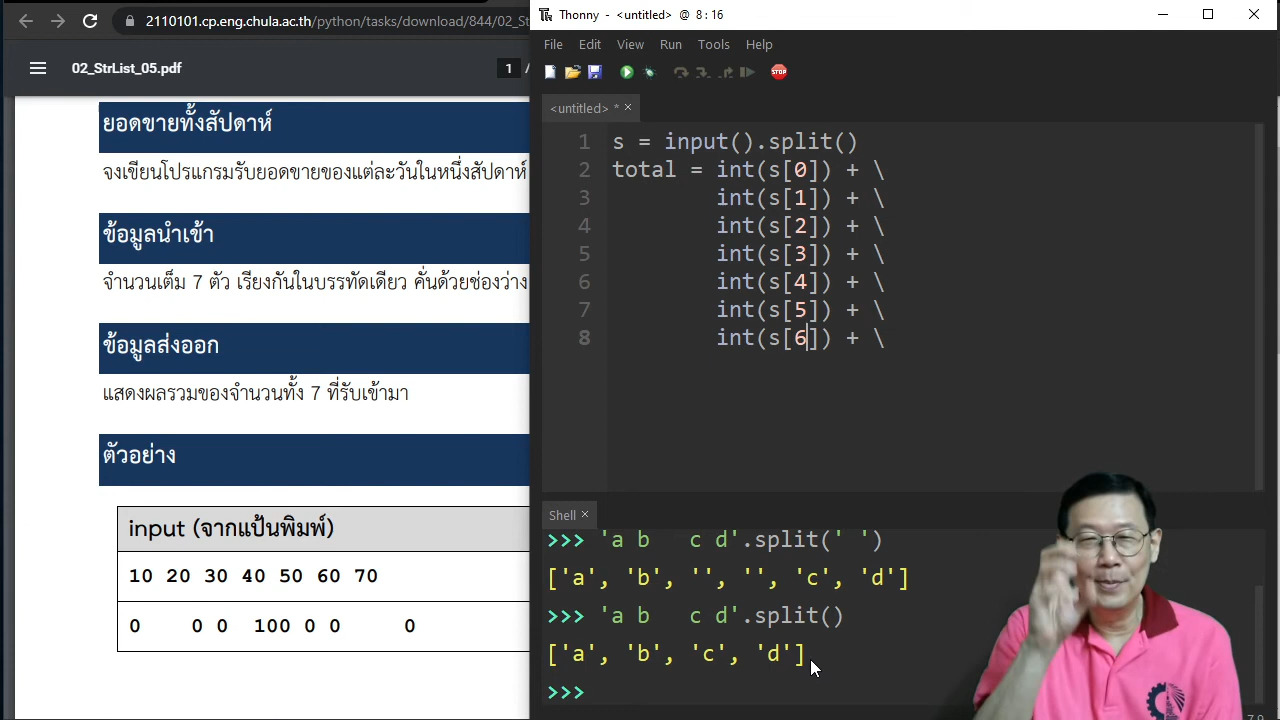 2110101.cp.eng.chula.ac.th/python/tasks/download/844/02_St
02_StrList_05.pdf
1 /
ยอดขายทั้งสัปดาห์
จงเขียนโปรแกรมรับยอดขายของแต่ละวันในหนึ่งสัปดาห์
ข้อมูลนำเข้า
จำนวนเต็ม 7 ตัว เรียงกันในบรรทัดเดียว คั่นด้วยช่องว่าง
ข้อมูลส่งออก
แสดงผลรวมของจำนวนทั้ง 7 ที่รับเข้ามา
ตัวอย่าง
input (จากแป้นพิมพ์)
10 20 30 40 50 60 70
0    0 0  100 0 0     0
Thonny - <untitled> @ 8:16
File Edit View Run Tools Help
STOP
<untitled> * ×
1 s = input().split()
2 total = int(s[0]) + \
3         int(s[1]) + \
4         int(s[2]) + \
5         int(s[3]) + \
6         int(s[4]) + \
7         int(s[5]) + \
8         int(s[6]) + \
Shell ×
>>> 'a b   c d'.split(' ')
['a', 'b', '', '', 'c', 'd']
>>> 'a b   c d'.split()
['a', 'b', 'c', 'd']
>>>